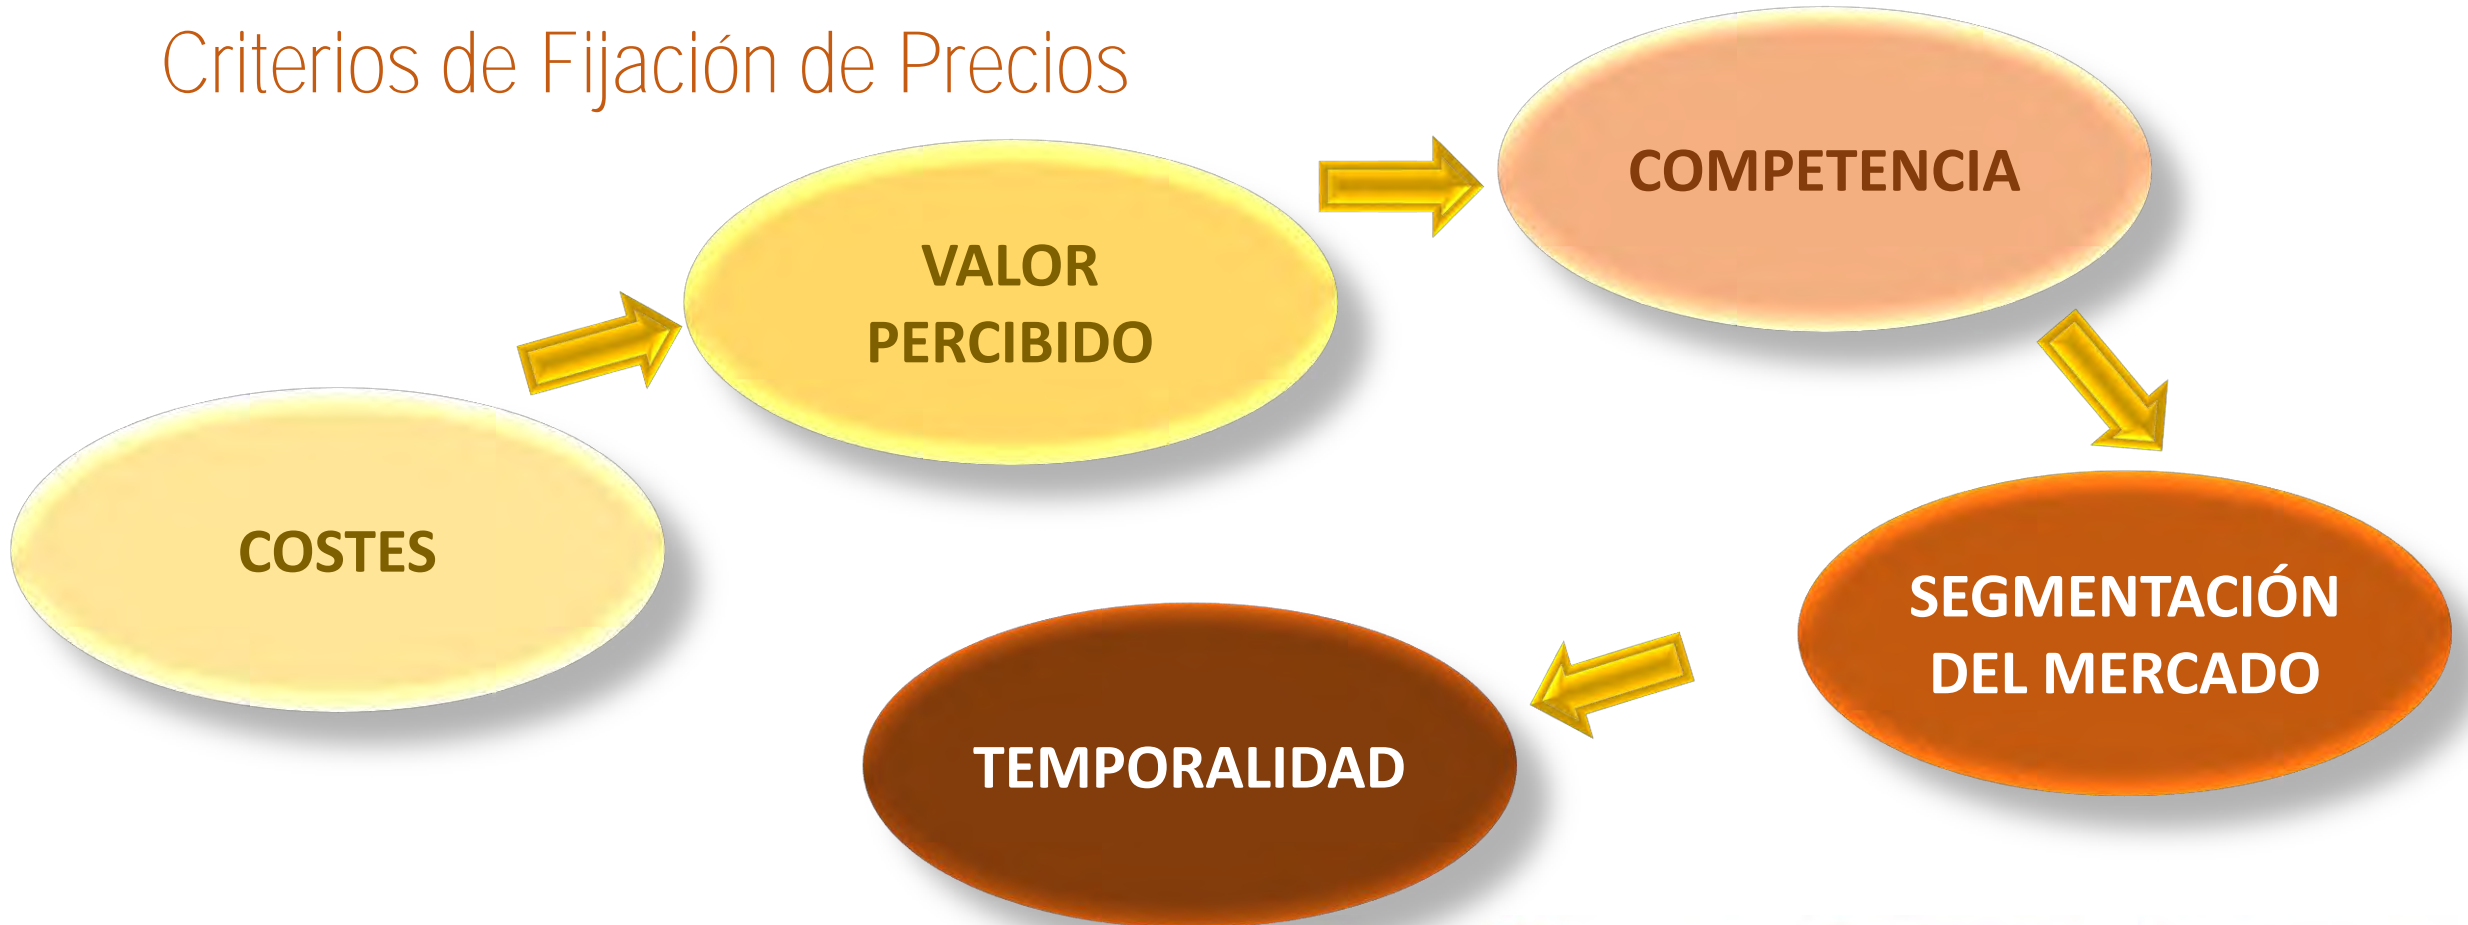 Criterios de Fijación de Precios
COMPETENCIA
VALOR
PERCIBIDO
COSTES
SEGMENTACIÓN
DEL MERCADO
TEMPORALIDAD